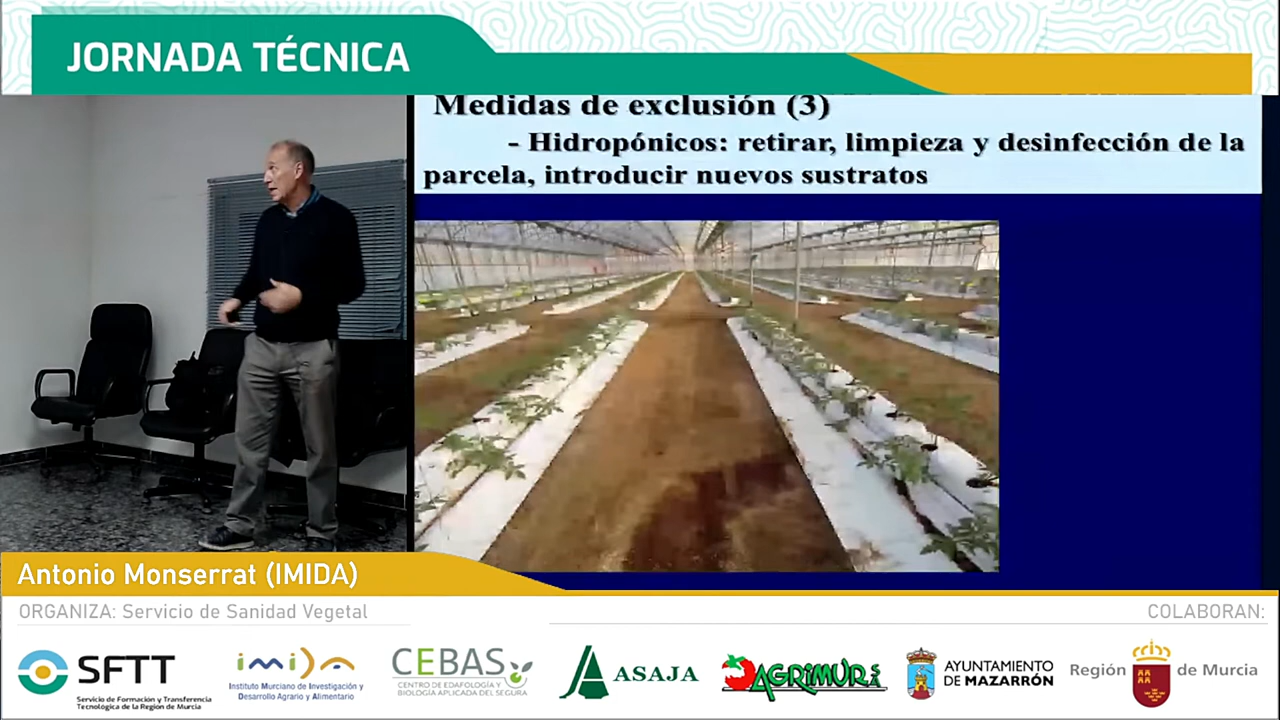 JORNADA TÉCNICA
Medidas de exclusión (3)
- Hidropónicos: retirar, limpieza y desinfección de la
parcela, introducir nuevos sustratos
Antonio Monserrat (IMIDA)
ORGANIZA: Servicio de Sanidad Vegetal
COLABORAN:
SFTT
Servicio de Formación y Transferencia
Tecnológica de la Región de Murcia
imida
Instituto Murciano de Investigación y
Desarrollo Agrario y Alimentario
CEBAS
CENTRO DE EDAFOLOGÍA Y
BIOLOGÍA APLICADA DEL SEGURA
ASAJA
AYUNTAMIENTO
DE MAZARRÓN
Región de Murcia